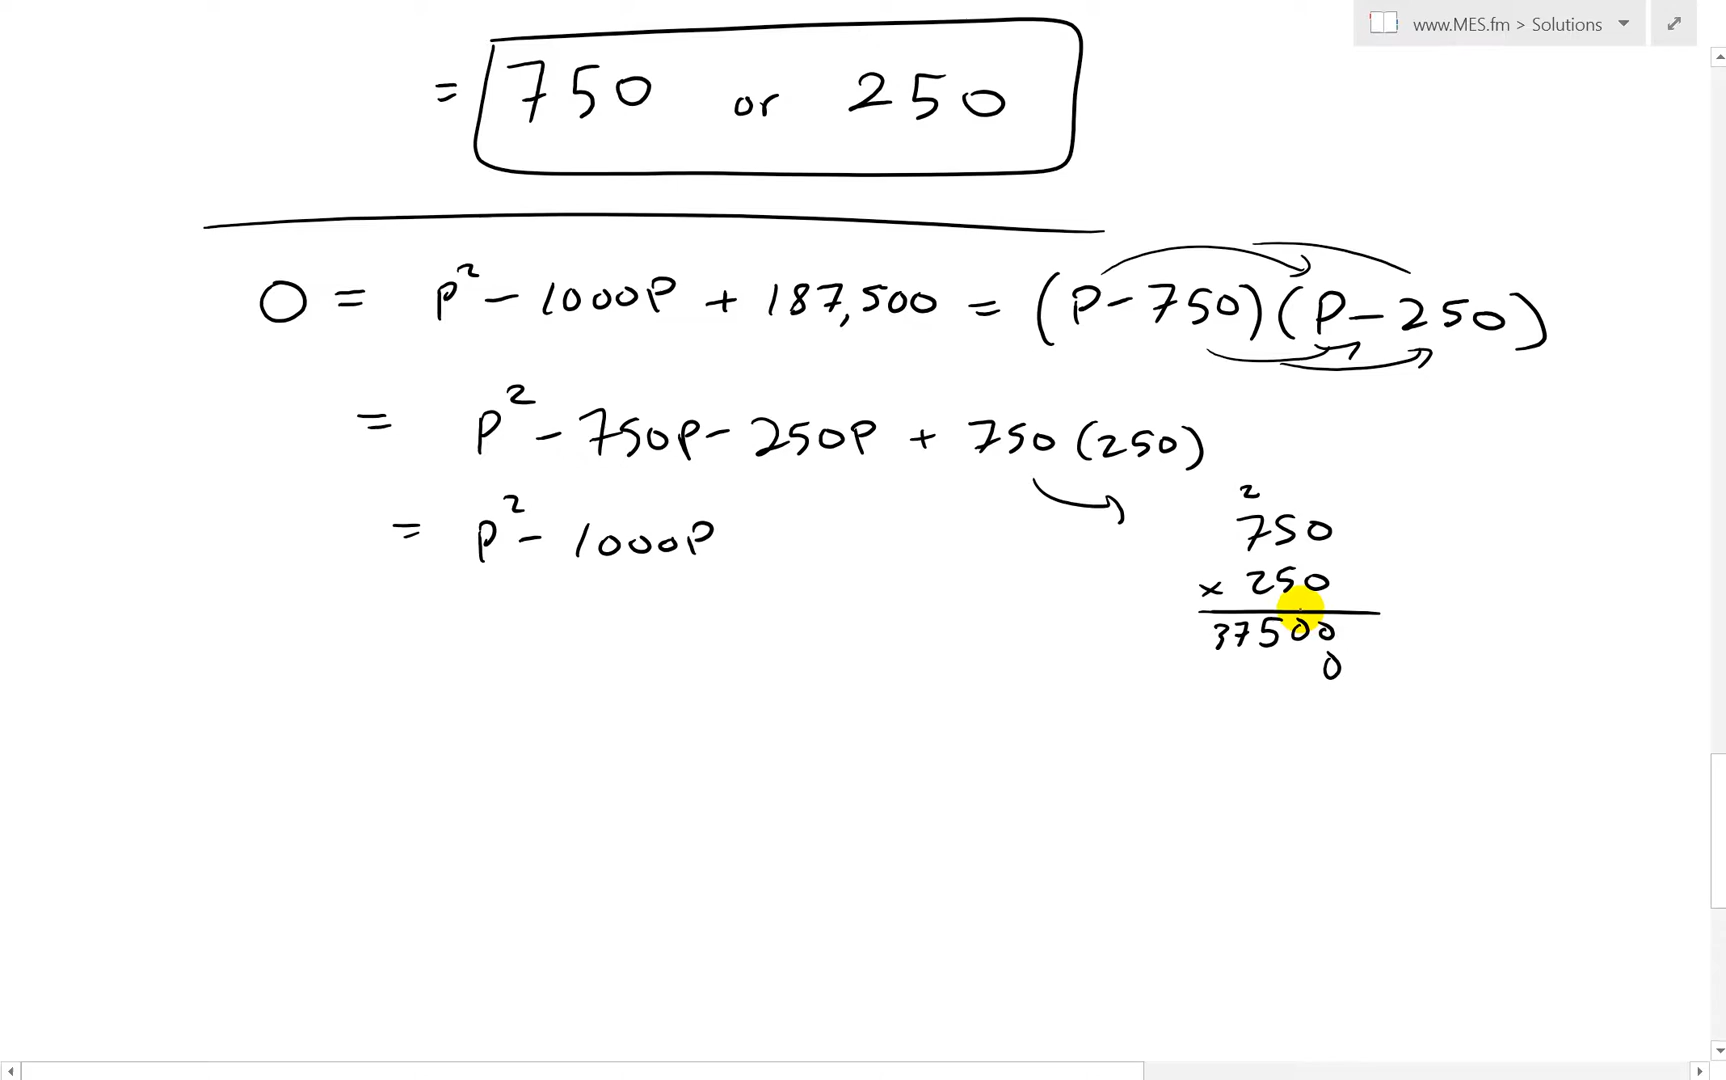 www.MES.fm > Solutions
= 750 or 250
0 = P² - 1000P + 187,500 = (P - 750)(P - 250)
= P² - 750P - 250P + 750 (250)
= P² - 1000P
2
750
x 250
37500
0